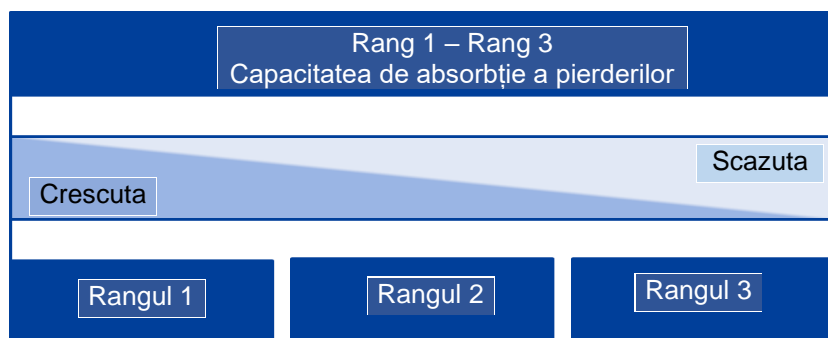 Rang 1 – Rang 3
Capacitatea de absorbție a pierderilor
Scazuta
Crescuta
Rangul 1
Rangul 2
Rangul 3